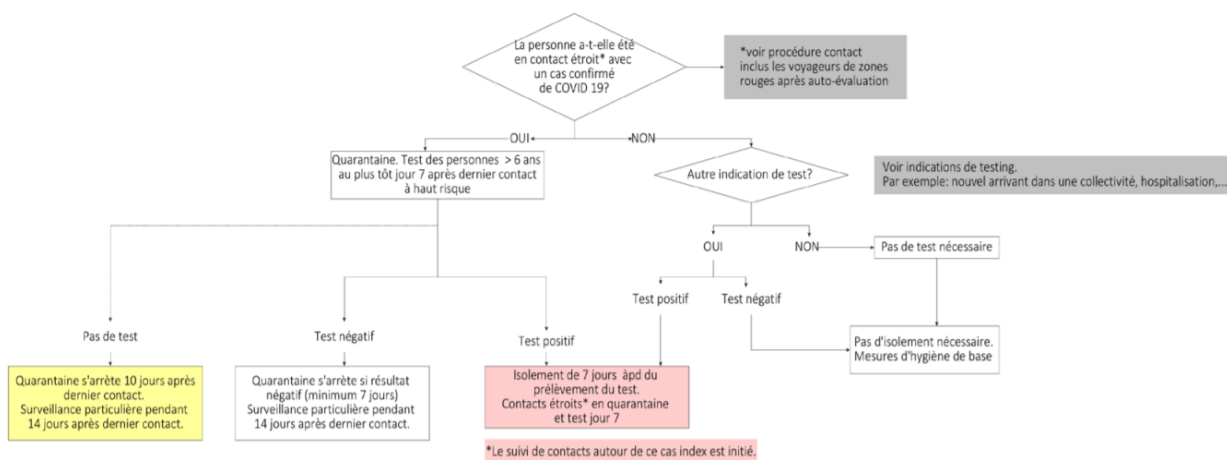 La personne a-t-elle été
en contact étroit* avec
un cas confirmé
de COVID 19?
*voir procédure contact
inclus les voyageurs de zones
rouges après auto-évaluation
OUI
NON
Quarantaine. Test des personnes > 6 ans
au plus tôt jour 7 après dernier contact
à haut risque
Autre indication de test?
Voir indications de testing.
Par exemple: nouvel arrivant dans une collectivité, hospitalisation,...
OUI
NON
Pas de test nécessaire
Test positif
Test négatif
Pas de test
Test négatif
Test positif
Pas d'isolement nécessaire.
Mesures d'hygiène de base
Quarantaine s'arrête 10 jours après
dernier contact.
Surveillance particulière pendant
14 jours après dernier contact.
Quarantaine s'arrête si résultat
négatif (minimum 7 jours)
Surveillance particulière pendant
14 jours après dernier contact.
Isolement de 7 jours àpd du
prélèvement du test.
Contacts étroits* en quarantaine
et test jour 7
*Le suivi de contacts autour de ce cas index est initié.